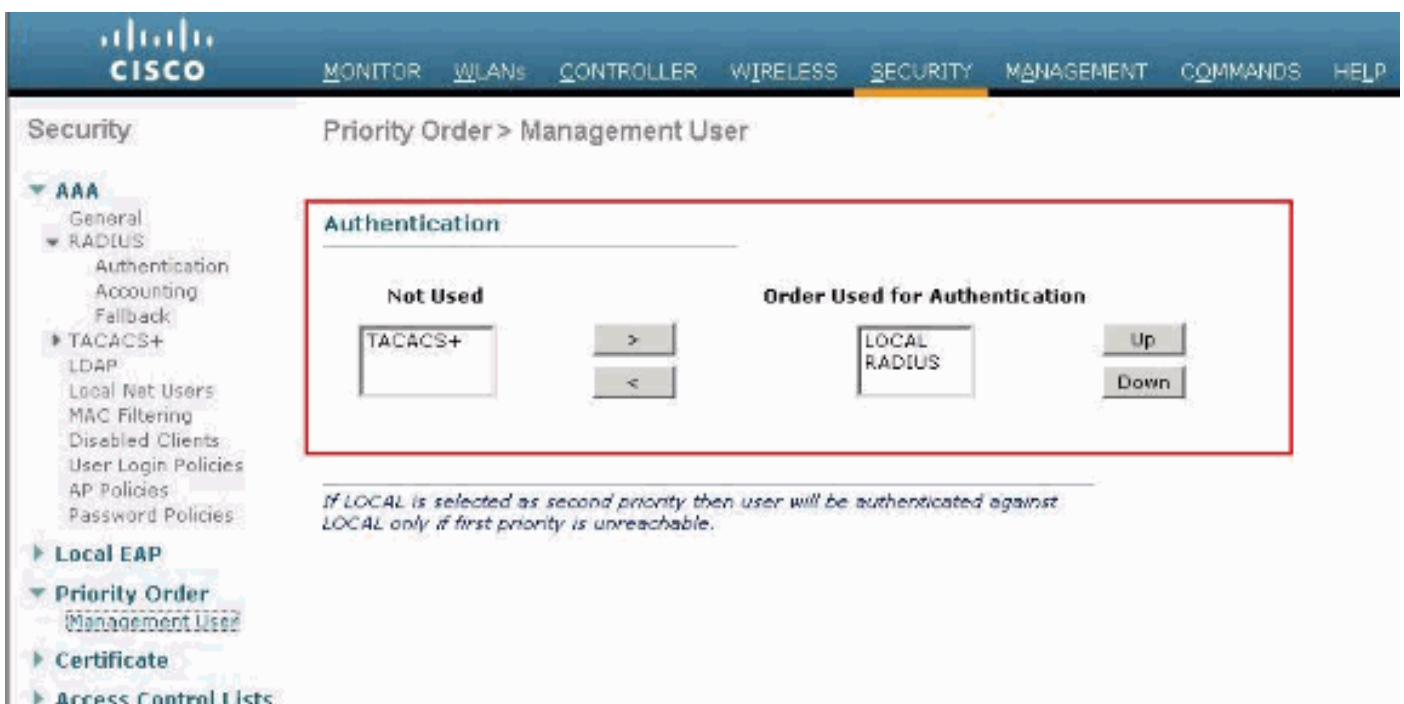 CISCO
MONITOR WLANs CONTROLLER WIRELESS SECURITY MANAGEMENT COMMANDS HELP
Security
AAA
General
RADIUS
Authentication
Accounting
Fallback
TACACS+
LDAP
Local Net Users
MAC Filtering
Disabled Clients
User Login Policies
AP Policies
Password Policies
Local EAP
Priority Order
Management User
Certificate
Access Control Lists
Priority Order > Management User
Authentication
Not Used
TACACS+
>
<
Order Used for Authentication
LOCAL
RADIUS
Up
Down
If LOCAL is selected as second priority then user will be authenticated against
LOCAL only if first priority is unreachable.